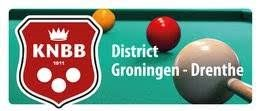 KNBB
1911
District
Groningen - Drenthe